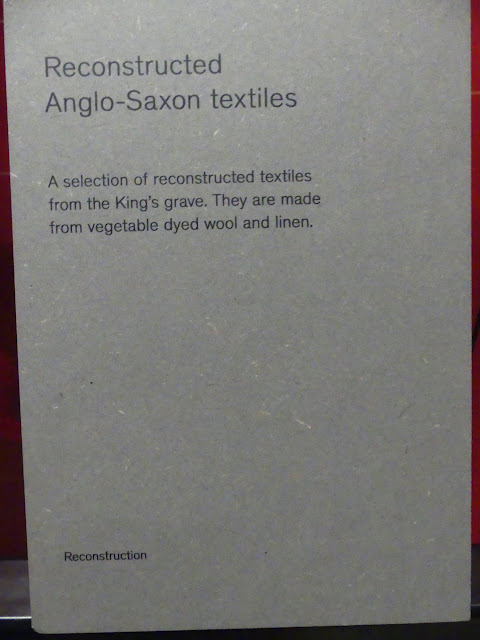 Reconstructed
Anglo-Saxon textiles
A selection of reconstructed textiles
from the King's grave. They are made
from vegetable dyed wool and linen.
Reconstruction